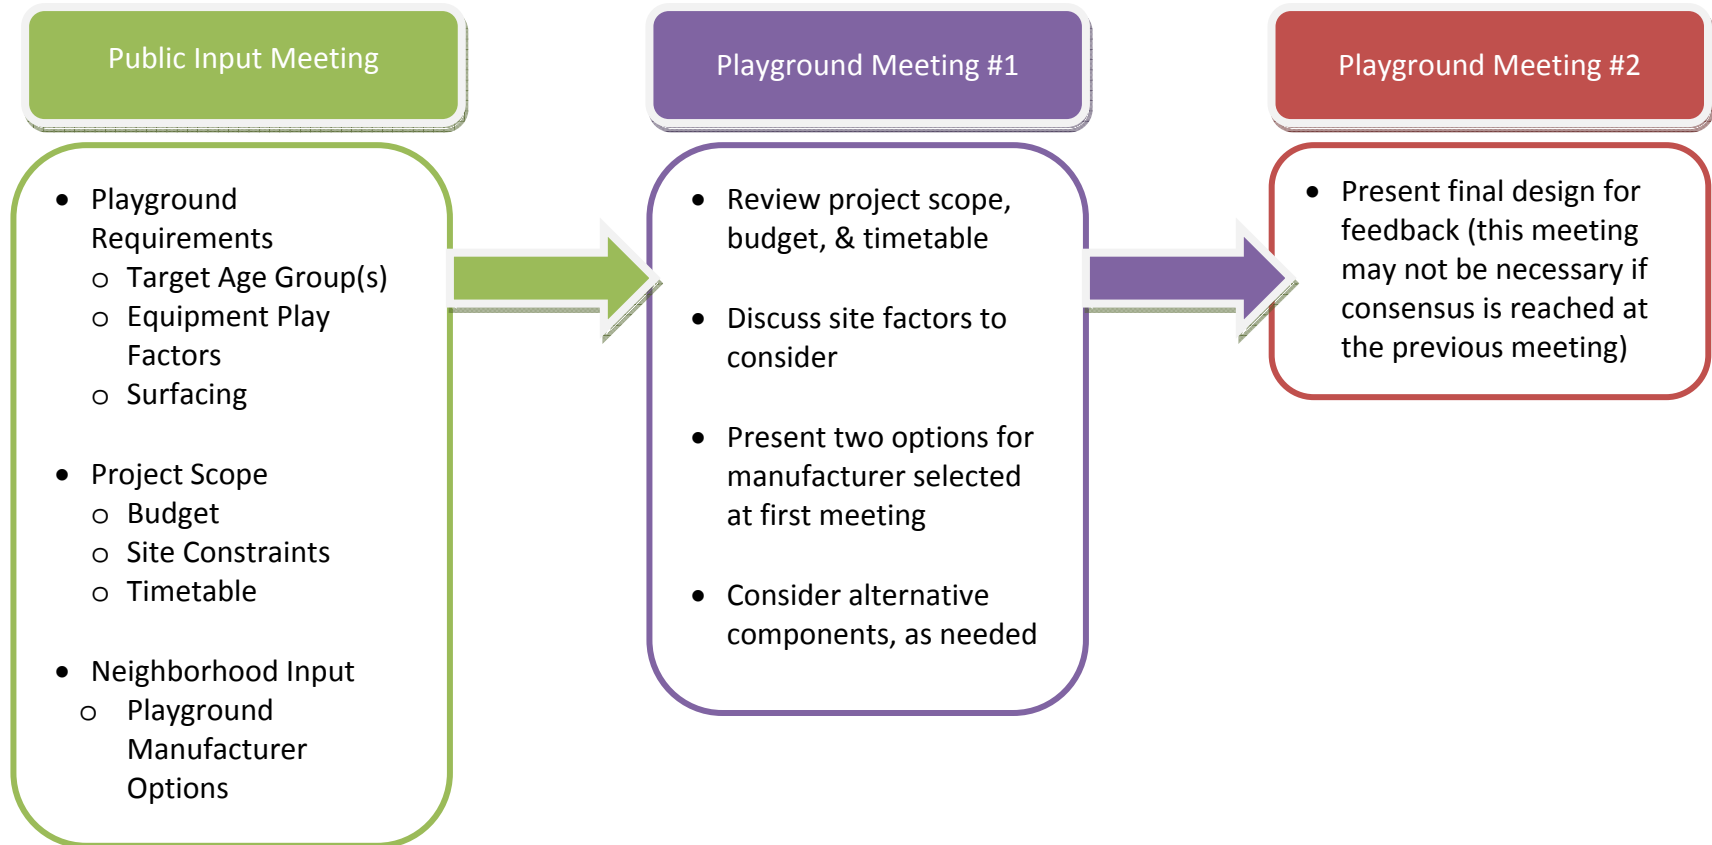 Public Input Meeting
• Playground
Requirements
o Target Age Group(s)
o Equipment Play
Factors
o Surfacing
• Project Scope
o Budget
o Site Constraints
o Timetable
• Neighborhood Input
o Playground
Manufacturer
Options
Playground Meeting #1
• Review project scope,
budget, & timetable
• Discuss site factors to
consider
• Present two options for
manufacturer selected
at first meeting
• Consider alternative
components, as needed
Playground Meeting #2
• Present final design for
feedback (this meeting
may not be necessary if
consensus is reached at
the previous meeting)